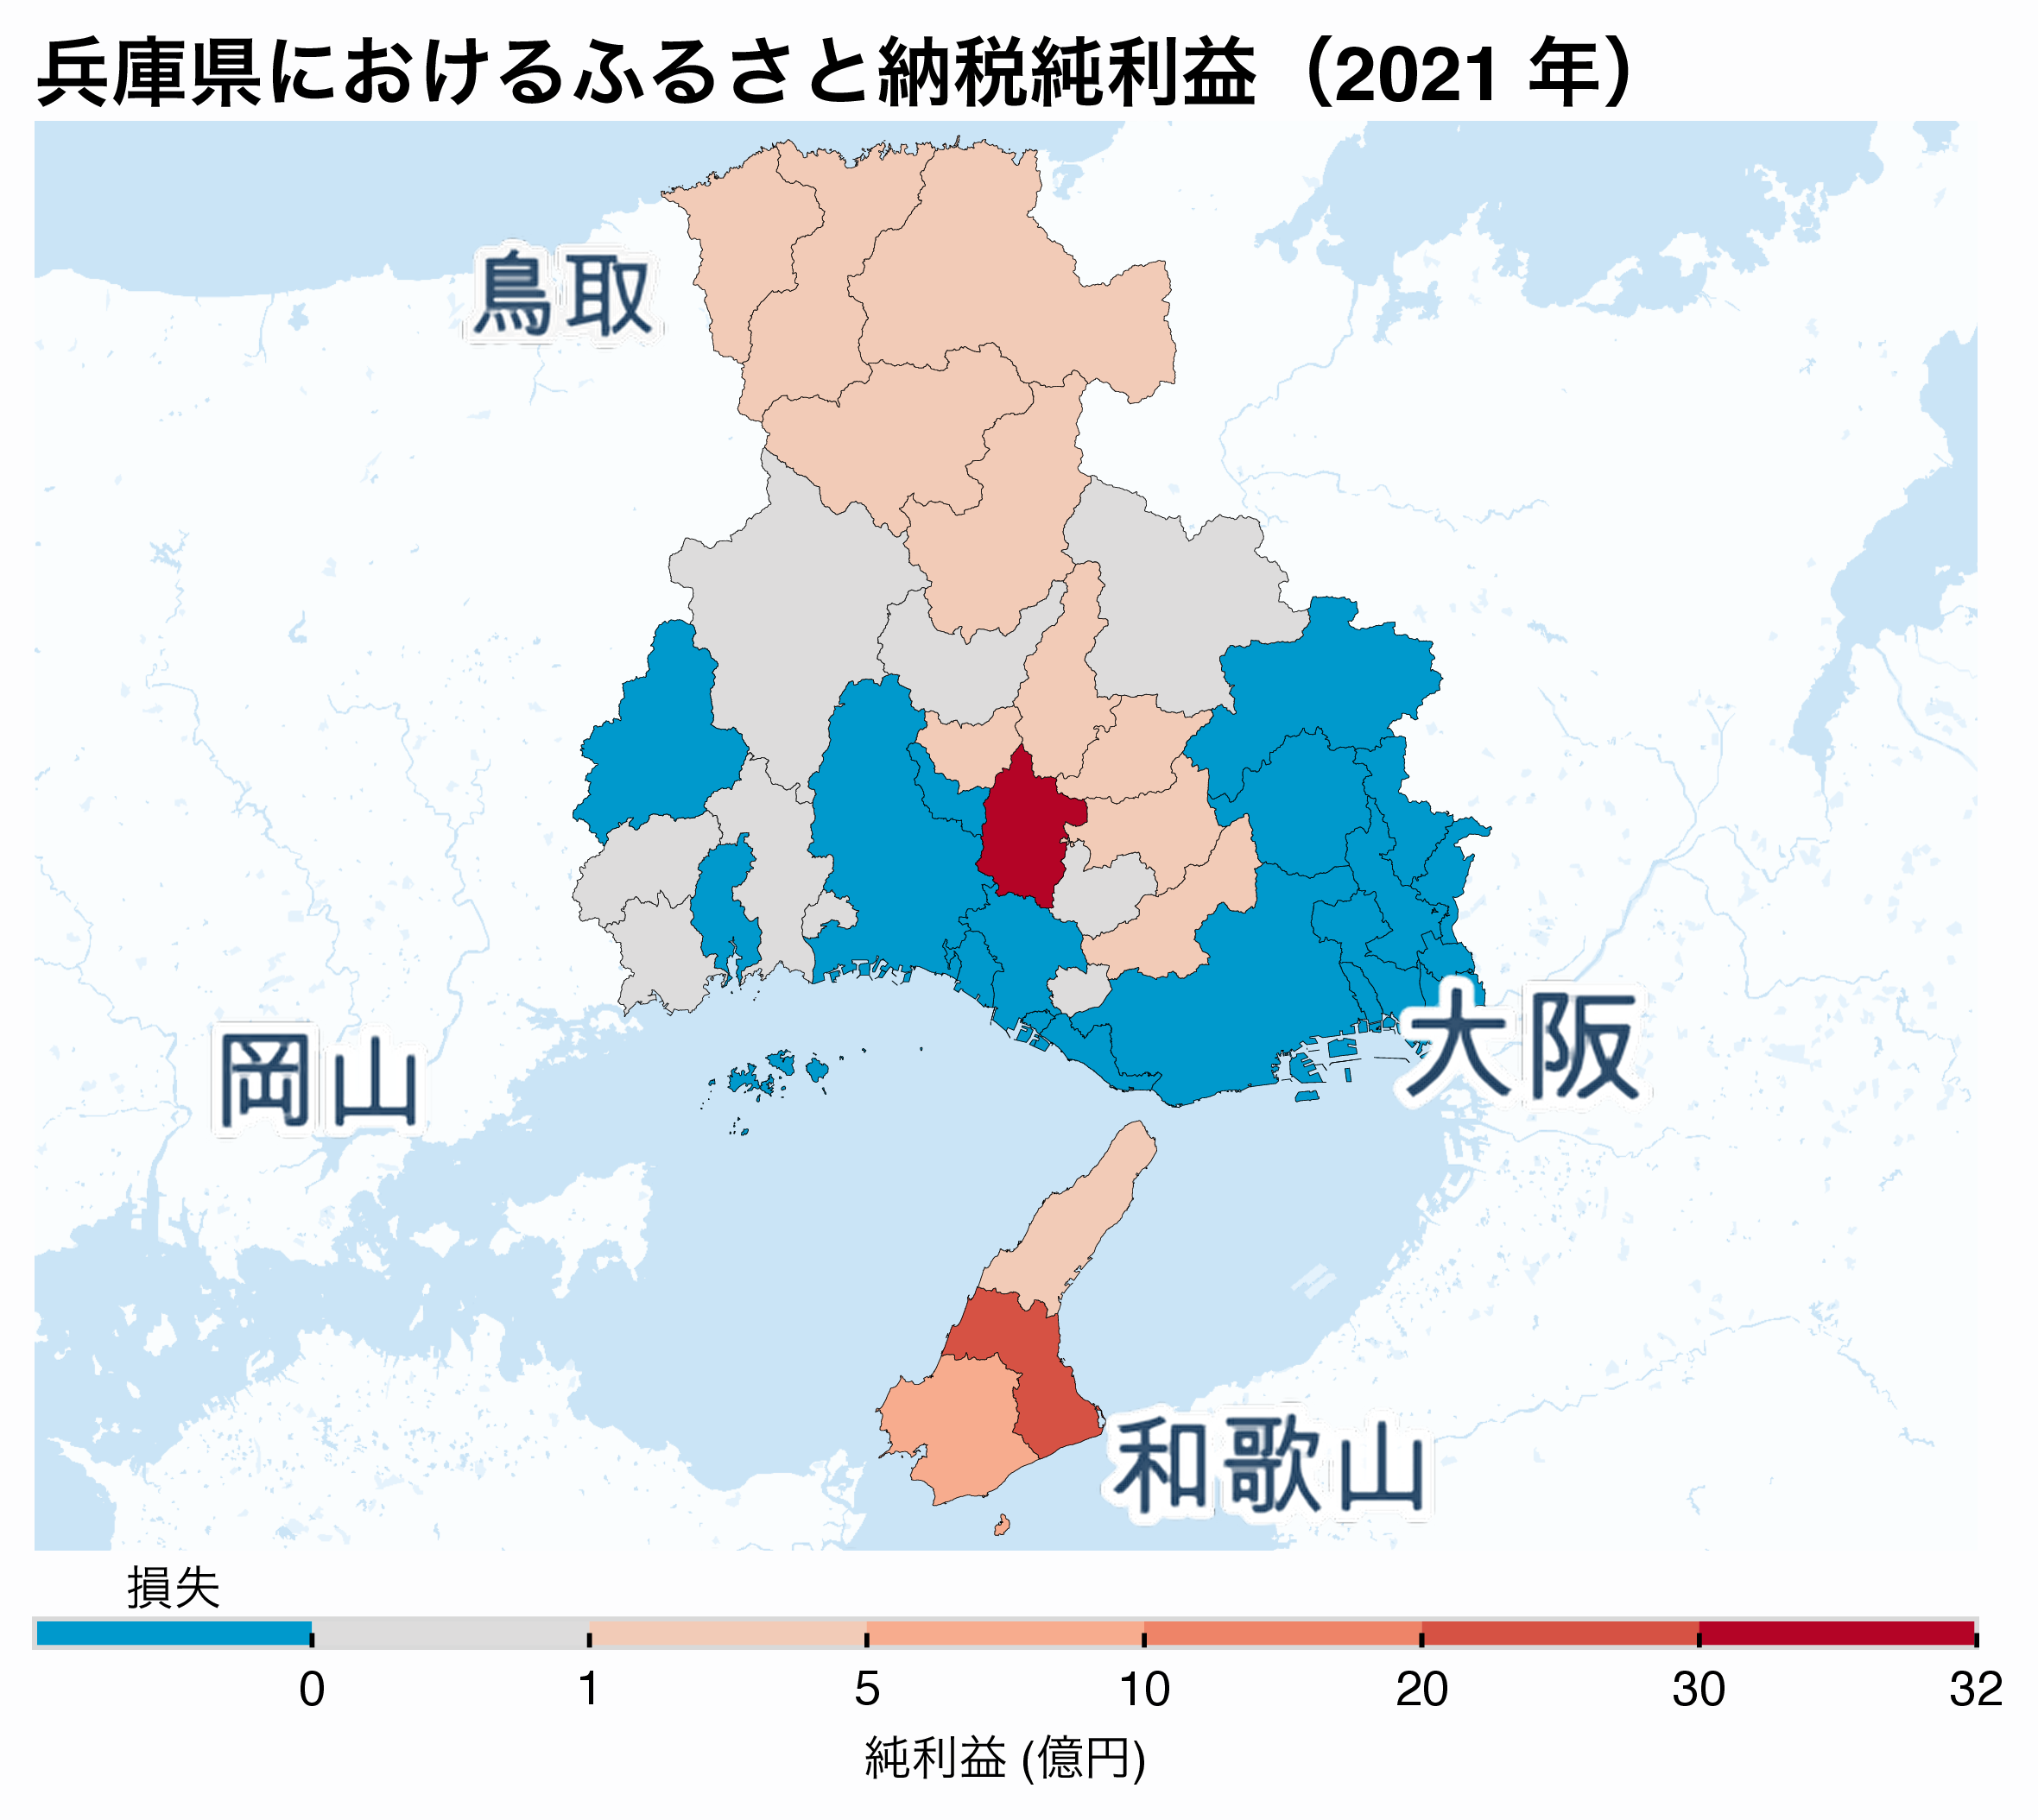 兵庫県におけるふるさと納税純利益（2021 年）
鳥取
岡山
大阪
和歌山
損失
0 1 5 10 20 30 32
純利益 (億円)